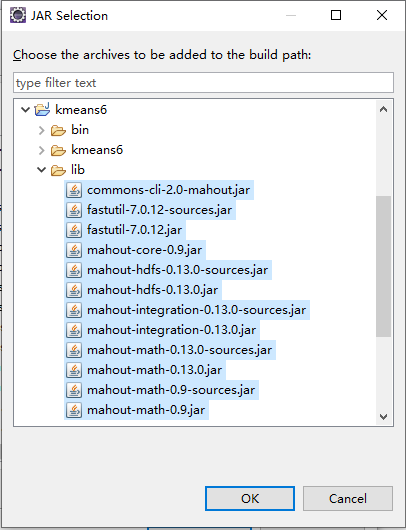 JAR Selection
Choose the archives to be added to the build path:
type filter text
kmeans6
bin
kmeans6
lib
commons-cli-2.0-mahout.jar
fastutil-7.0.12-sources.jar
fastutil-7.0.12.jar
mahout-core-0.9.jar
mahout-hdfs-0.13.0-sources.jar
mahout-hdfs-0.13.0.jar
mahout-integration-0.13.0-sources.jar
mahout-integration-0.13.0.jar
mahout-math-0.13.0-sources.jar
mahout-math-0.13.0.jar
mahout-math-0.9-sources.jar
mahout-math-0.9.jar
OK Cancel